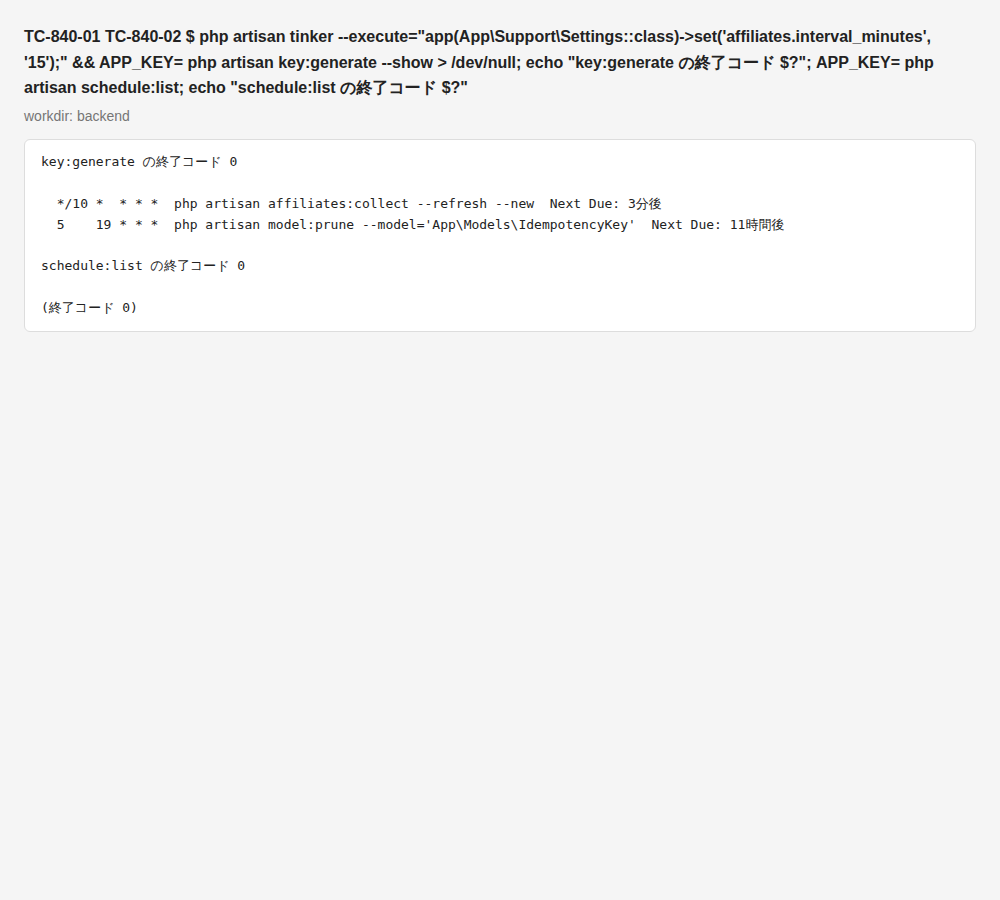 TC-840-01 TC-840-02 $ php artisan tinker --execute="app(App\Support\Settings::class)->set('affiliates.interval_minutes',
'15');" && APP_KEY= php artisan key:generate --show > /dev/null; echo "key:generate の終了コード $?"; APP_KEY= php
artisan schedule:list; echo "schedule:list の終了コード $?"
workdir: backend
key:generate の終了コード 0
*/10 *  * * *  php artisan affiliates:collect --refresh --new  Next Due: 3分後
5    19 * * *  php artisan model:prune --model='App\Models\IdempotencyKey'  Next Due: 11時間後
schedule:list の終了コード 0
(終了コード 0)